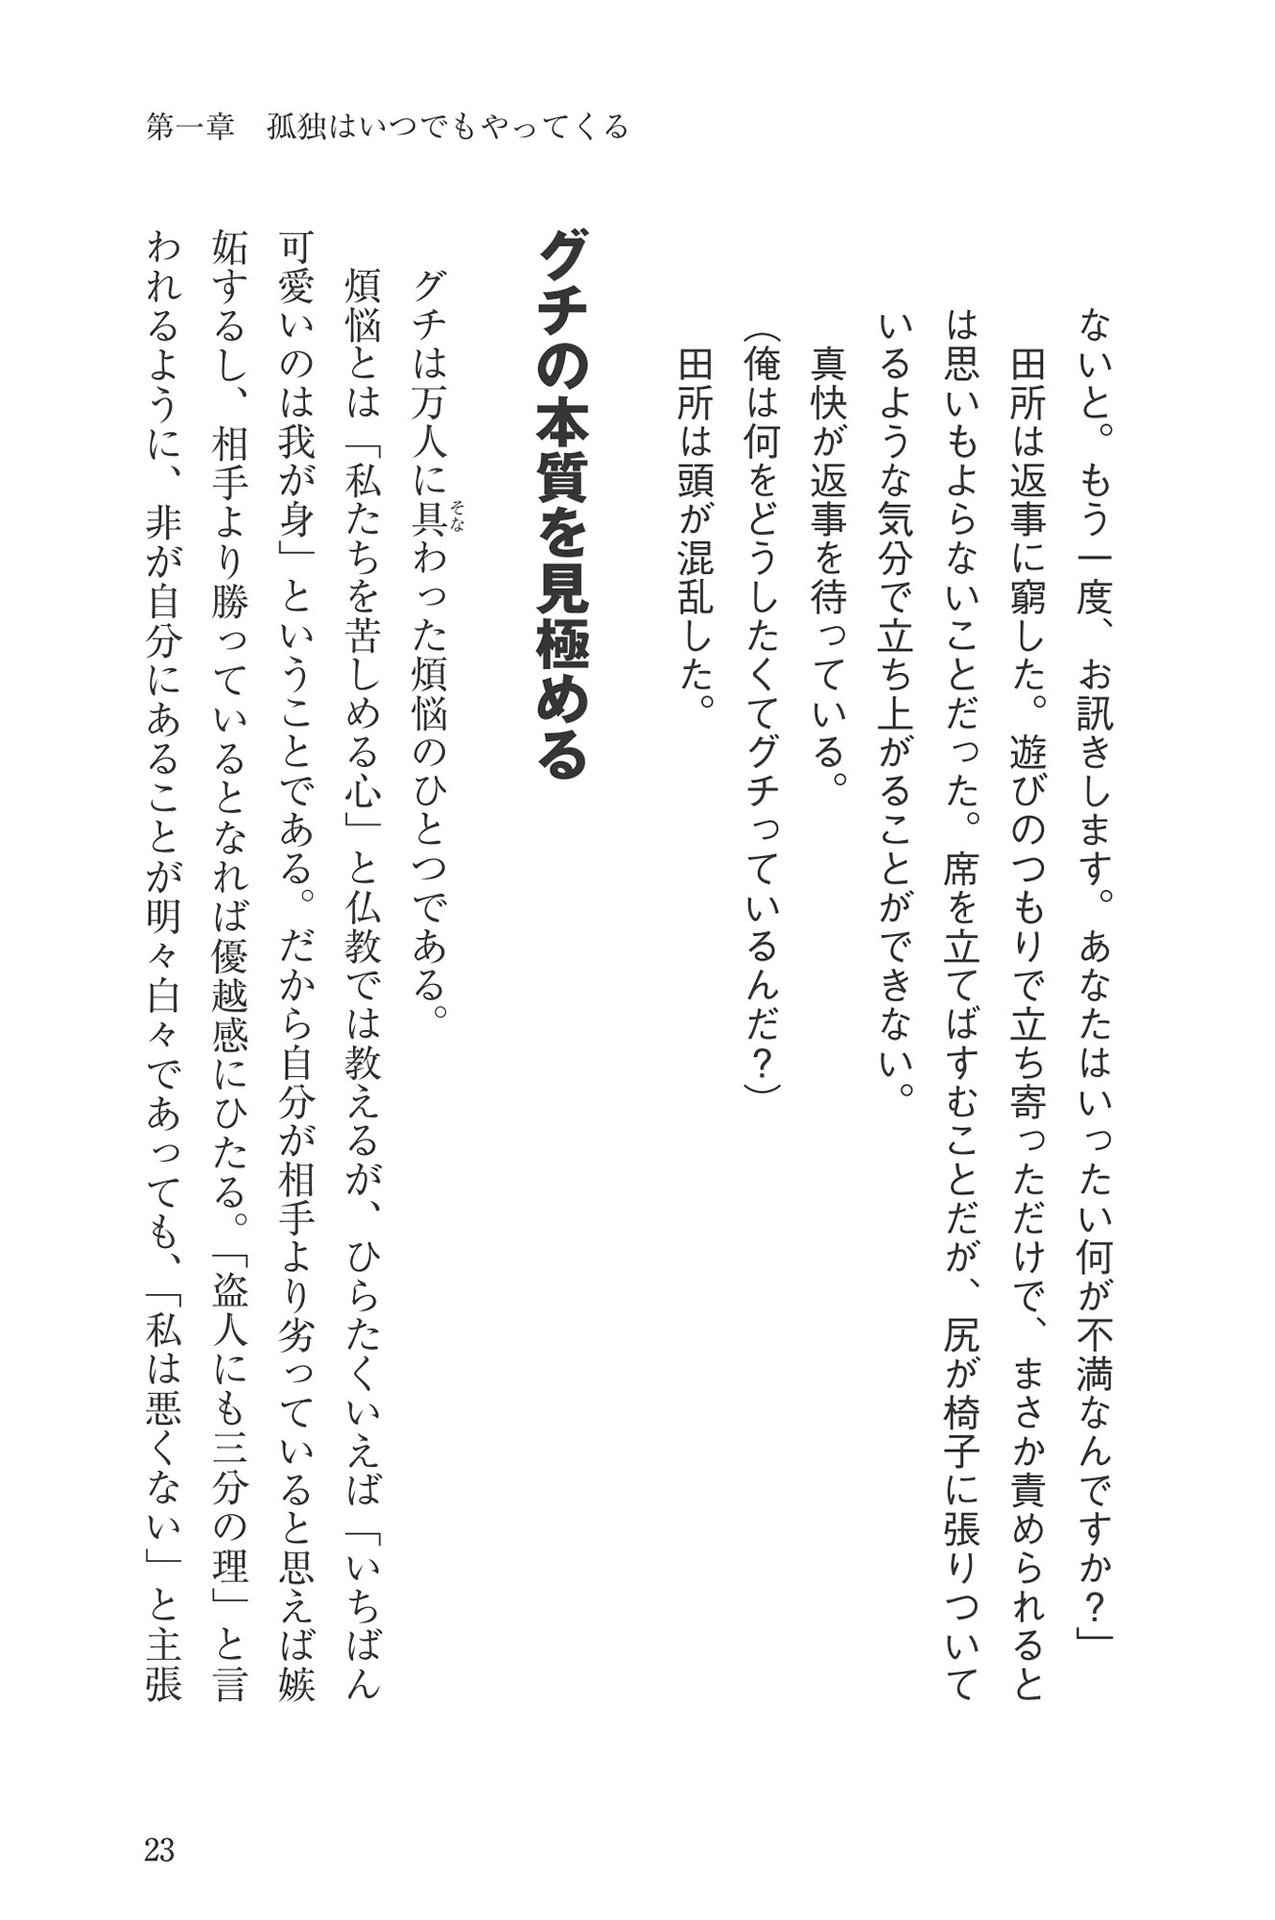 第一章　孤独はいつでもやってくる
ないと。もう一度、お訊きします。あなたはいったい何が不満なんですか？」
田所は返事に窮した。遊びのつもりで立ち寄っただけで、まさか責められると
は思いもよらないことだった。席を立てばすむことだが、尻が椅子に張りついて
いるような気分で立ち上がることができない。
真快が返事を待っている。
（俺は何をどうしたくてグチっているんだ？）
田所は頭が混乱した。
グチの本質を見極める
グチは万人に具わった煩悩のひとつである。
そな
煩悩とは「私たちを苦しめる心」と仏教では教えるが、ひらたくいえば「いちばん
可愛いのは我が身」ということである。だから自分が相手より劣っていると思えば嫉
妬するし、相手より勝っているとなれば優越感にひたる。「盗人にも三分の理」と言
われるように、非が自分にあることが明々白々であっても、「私は悪くない」と主張
23